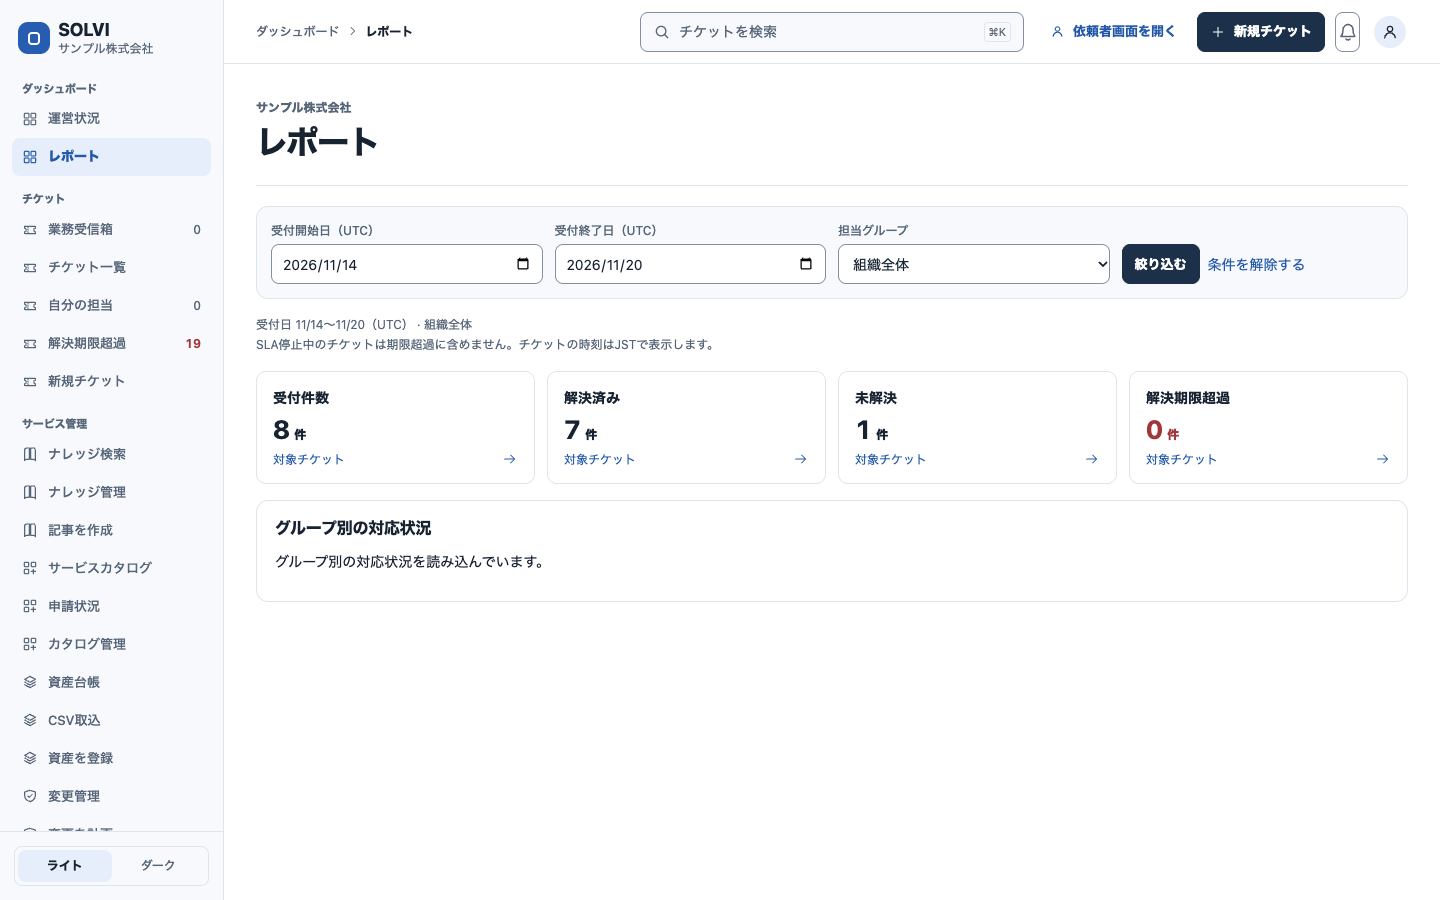 SOLVI
サンプル株式会社
ダッシュボード
運営状況
レポート
チケット
業務受信箱 0
チケット一覧
自分の担当 0
解決期限超過 19
新規チケット
サービス管理
ナレッジ検索
ナレッジ管理
記事を作成
サービスカタログ
申請状況
カタログ管理
資産台帳
CSV取込
資産を登録
変更管理
ライト ダーク
ダッシュボード > レポート
チケットを検索 ⌘K
依頼者画面を開く
+ 新規チケット
サンプル株式会社
レポート
受付開始日（UTC） 受付終了日（UTC） 担当グループ
2026/11/14 2026/11/20 組織全体 絞り込む 条件を解除する
受付日 11/14〜11/20（UTC） · 組織全体
SLA停止中のチケットは期限超過に含めません。チケットの時刻はJSTで表示します。
受付件数
8 件
対象チケット →
解決済み
7 件
対象チケット →
未解決
1 件
対象チケット →
解決期限超過
0 件
対象チケット →
グループ別の対応状況
グループ別の対応状況を読み込んでいます。